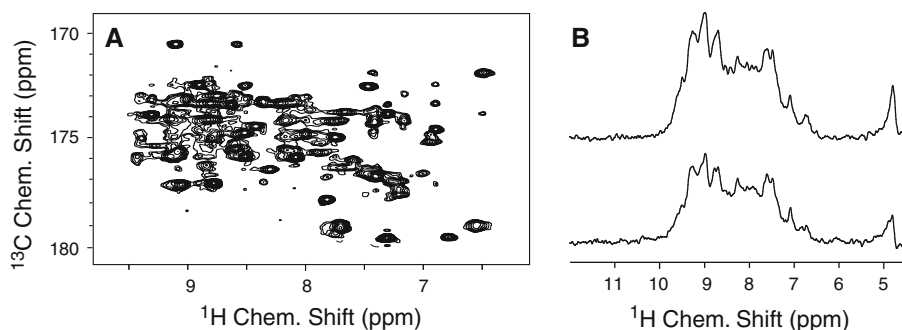 A
B
170
175
180
¹³C Chem. Shift (ppm)
9 8 7
¹H Chem. Shift (ppm)
11 10 9 8 7 6 5
¹H Chem. Shift (ppm)